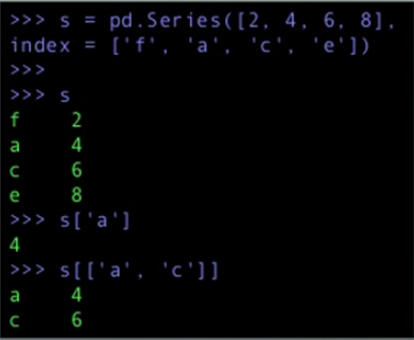 >>> s = pd.Series([2, 4, 6, 8],
index = ['f', 'a', 'c', 'e'])
>>>
>>> s
f    2
a    4
c    6
e    8
>>> s['a']
4
>>> s[['a', 'c']]
a    4
c    6